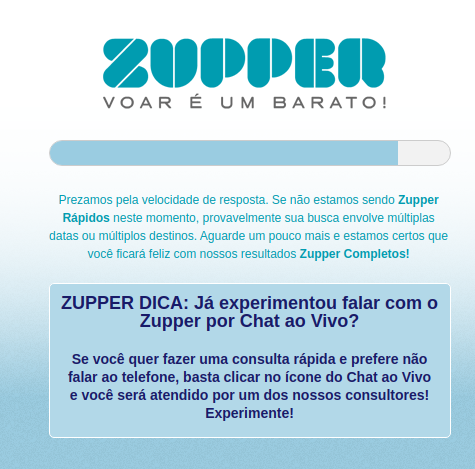 ZUPPER
VOAR É UM BARATO!
Prezamos pela velocidade de resposta. Se não estamos sendo Zupper
Rápidos neste momento, provavelmente sua busca envolve múltiplas
datas ou múltiplos destinos. Aguarde um pouco mais e estamos certos que
você ficará feliz com nossos resultados Zupper Completos!
ZUPPER DICA: Já experimentou falar com o
Zupper por Chat ao Vivo?
Se você quer fazer uma consulta rápida e prefere não
falar ao telefone, basta clicar no ícone do Chat ao Vivo
e você será atendido por um dos nossos consultores!
Experimente!